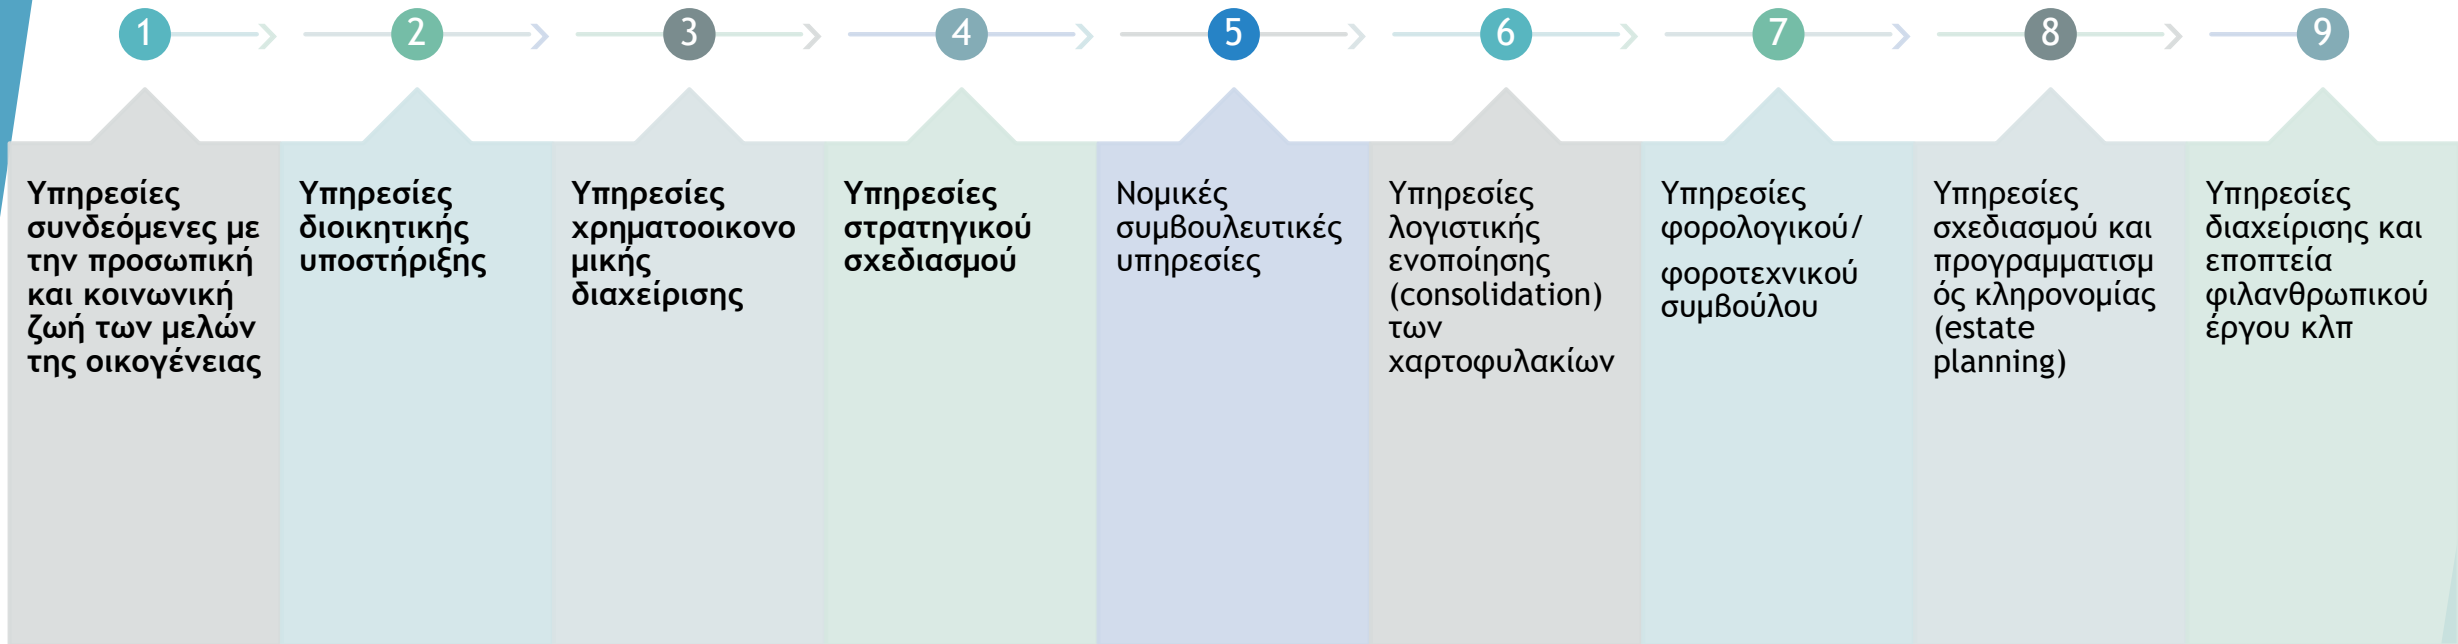 1
2
3
4
5
6
7
8
9
Υπηρεσίες
συνδεόμενες με
την προσωπική
και κοινωνική
ζωή των μελών
της οικογένειας
Υπηρεσίες
διοικητικής
υποστήριξης
Υπηρεσίες
χρηματοοικονο
μικής
διαχείρισης
Υπηρεσίες
στρατηγικού
σχεδιασμού
Νομικές
συμβουλευτικές
υπηρεσίες
Υπηρεσίες
λογιστικής
ενοποίησης
(consolidation)
των
χαρτοφυλακίων
Υπηρεσίες
φορολογικού/
φοροτεχνικού
συμβούλου
Υπηρεσίες
σχεδιασμού και
προγραμματισμ
ός κληρονομίας
(estate
planning)
Υπηρεσίες
διαχείρισης και
εποπτεία
φιλανθρωπικού
έργου κλπ